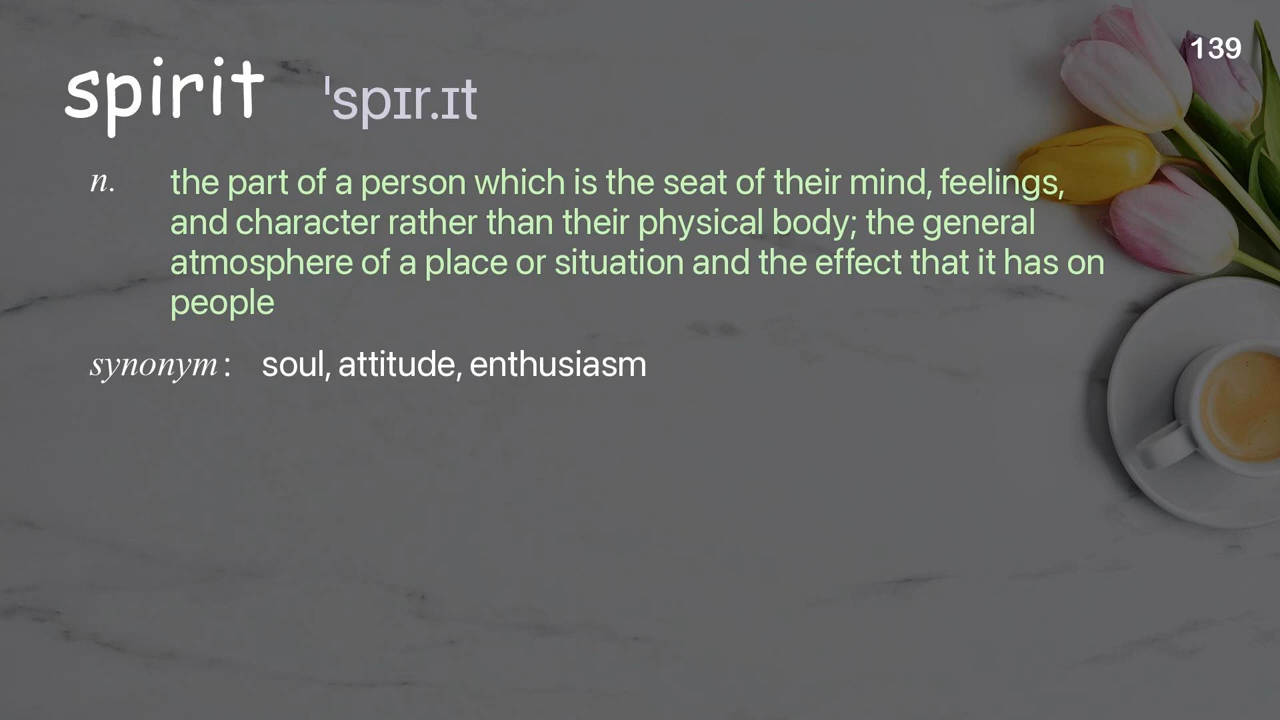 139
spirit ˈspɪr.ɪt
n. the part of a person which is the seat of their mind, feelings,
and character rather than their physical body; the general
atmosphere of a place or situation and the effect that it has on
people
synonym: soul, attitude, enthusiasm